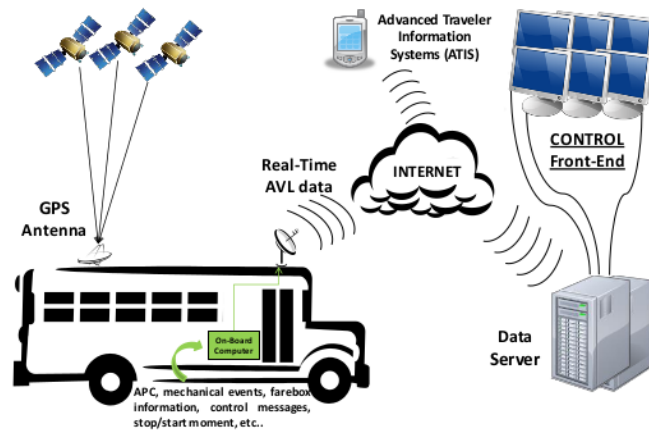 Advanced Traveler
Information
Systems (ATIS)
CONTROL
Front-End
INTERNET
Real-Time
AVL data
GPS
Antenna
On-Board
Computer
Data
Server
APC, mechanical events, farebox
information, control messages,
stop/start moment, etc..